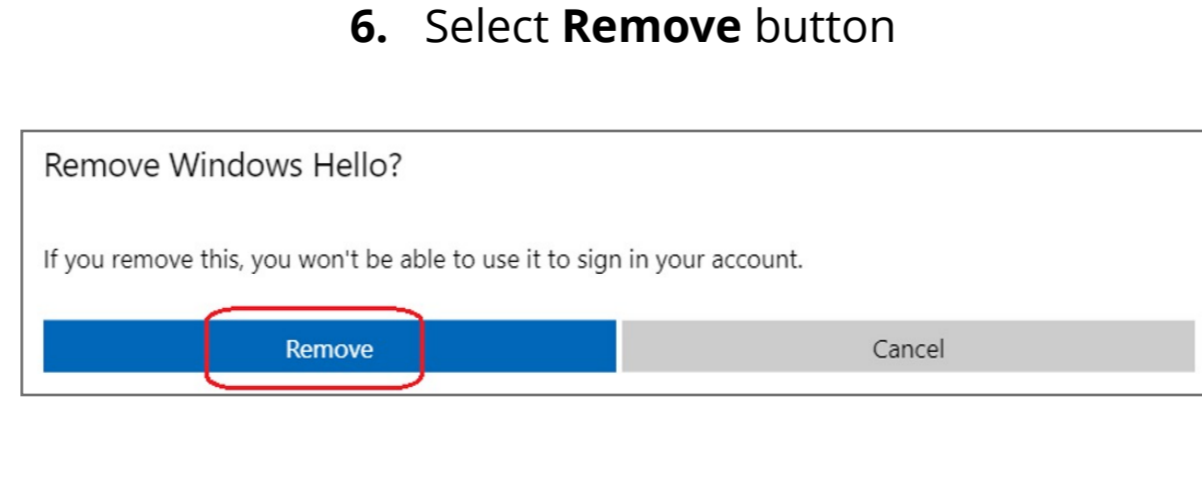 6. Select Remove button
Remove Windows Hello?
If you remove this, you won't be able to use it to sign in your account.
Remove
Cancel